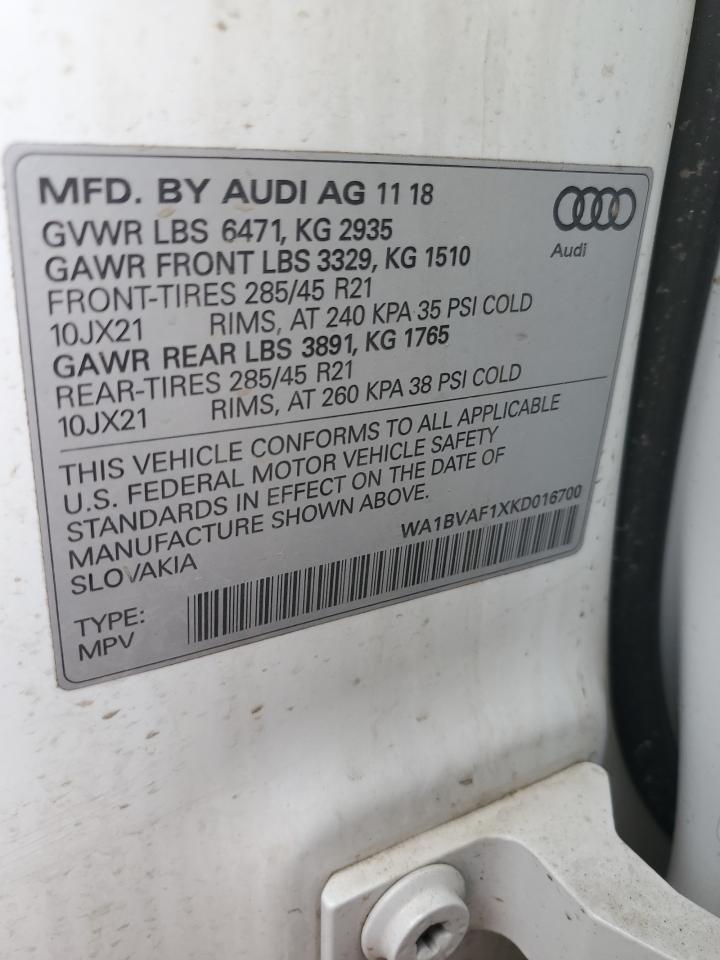 MFD. BY AUDI AG 11 18
GVWR LBS 6471, KG 2935
GAWR FRONT LBS 3329, KG 1510
FRONT-TIRES 285/45 R21
10JX21 RIMS, AT 240 KPA 35 PSI COLD
GAWR REAR LBS 3891, KG 1765
REAR-TIRES 285/45 R21
10JX21 RIMS, AT 260 KPA 38 PSI COLD
Audi
THIS VEHICLE CONFORMS TO ALL APPLICABLE
U.S. FEDERAL MOTOR VEHICLE SAFETY
STANDARDS IN EFFECT ON THE DATE OF
MANUFACTURE SHOWN ABOVE.
SLOVAKIA
WA1BVAF1XKD016700
TYPE:
MPV